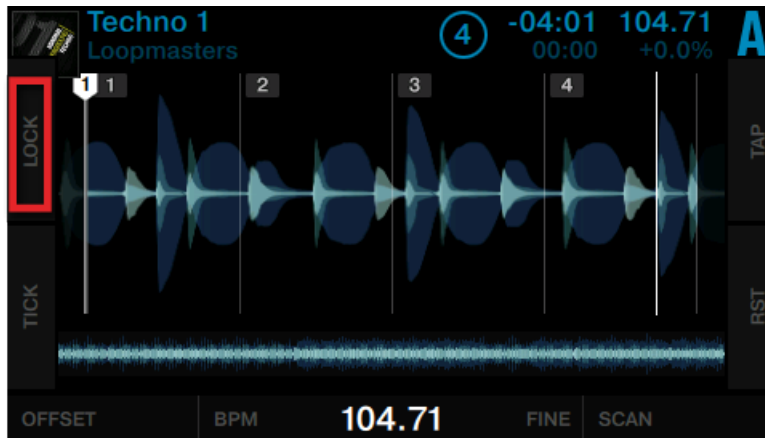 Techno 1
Loopmasters
4
-04:01 104.71
00:00 +0.0%
A
LOCK
TICK
TAP
RST
1 1 2 3 4
OFFSET BPM 104.71 FINE SCAN